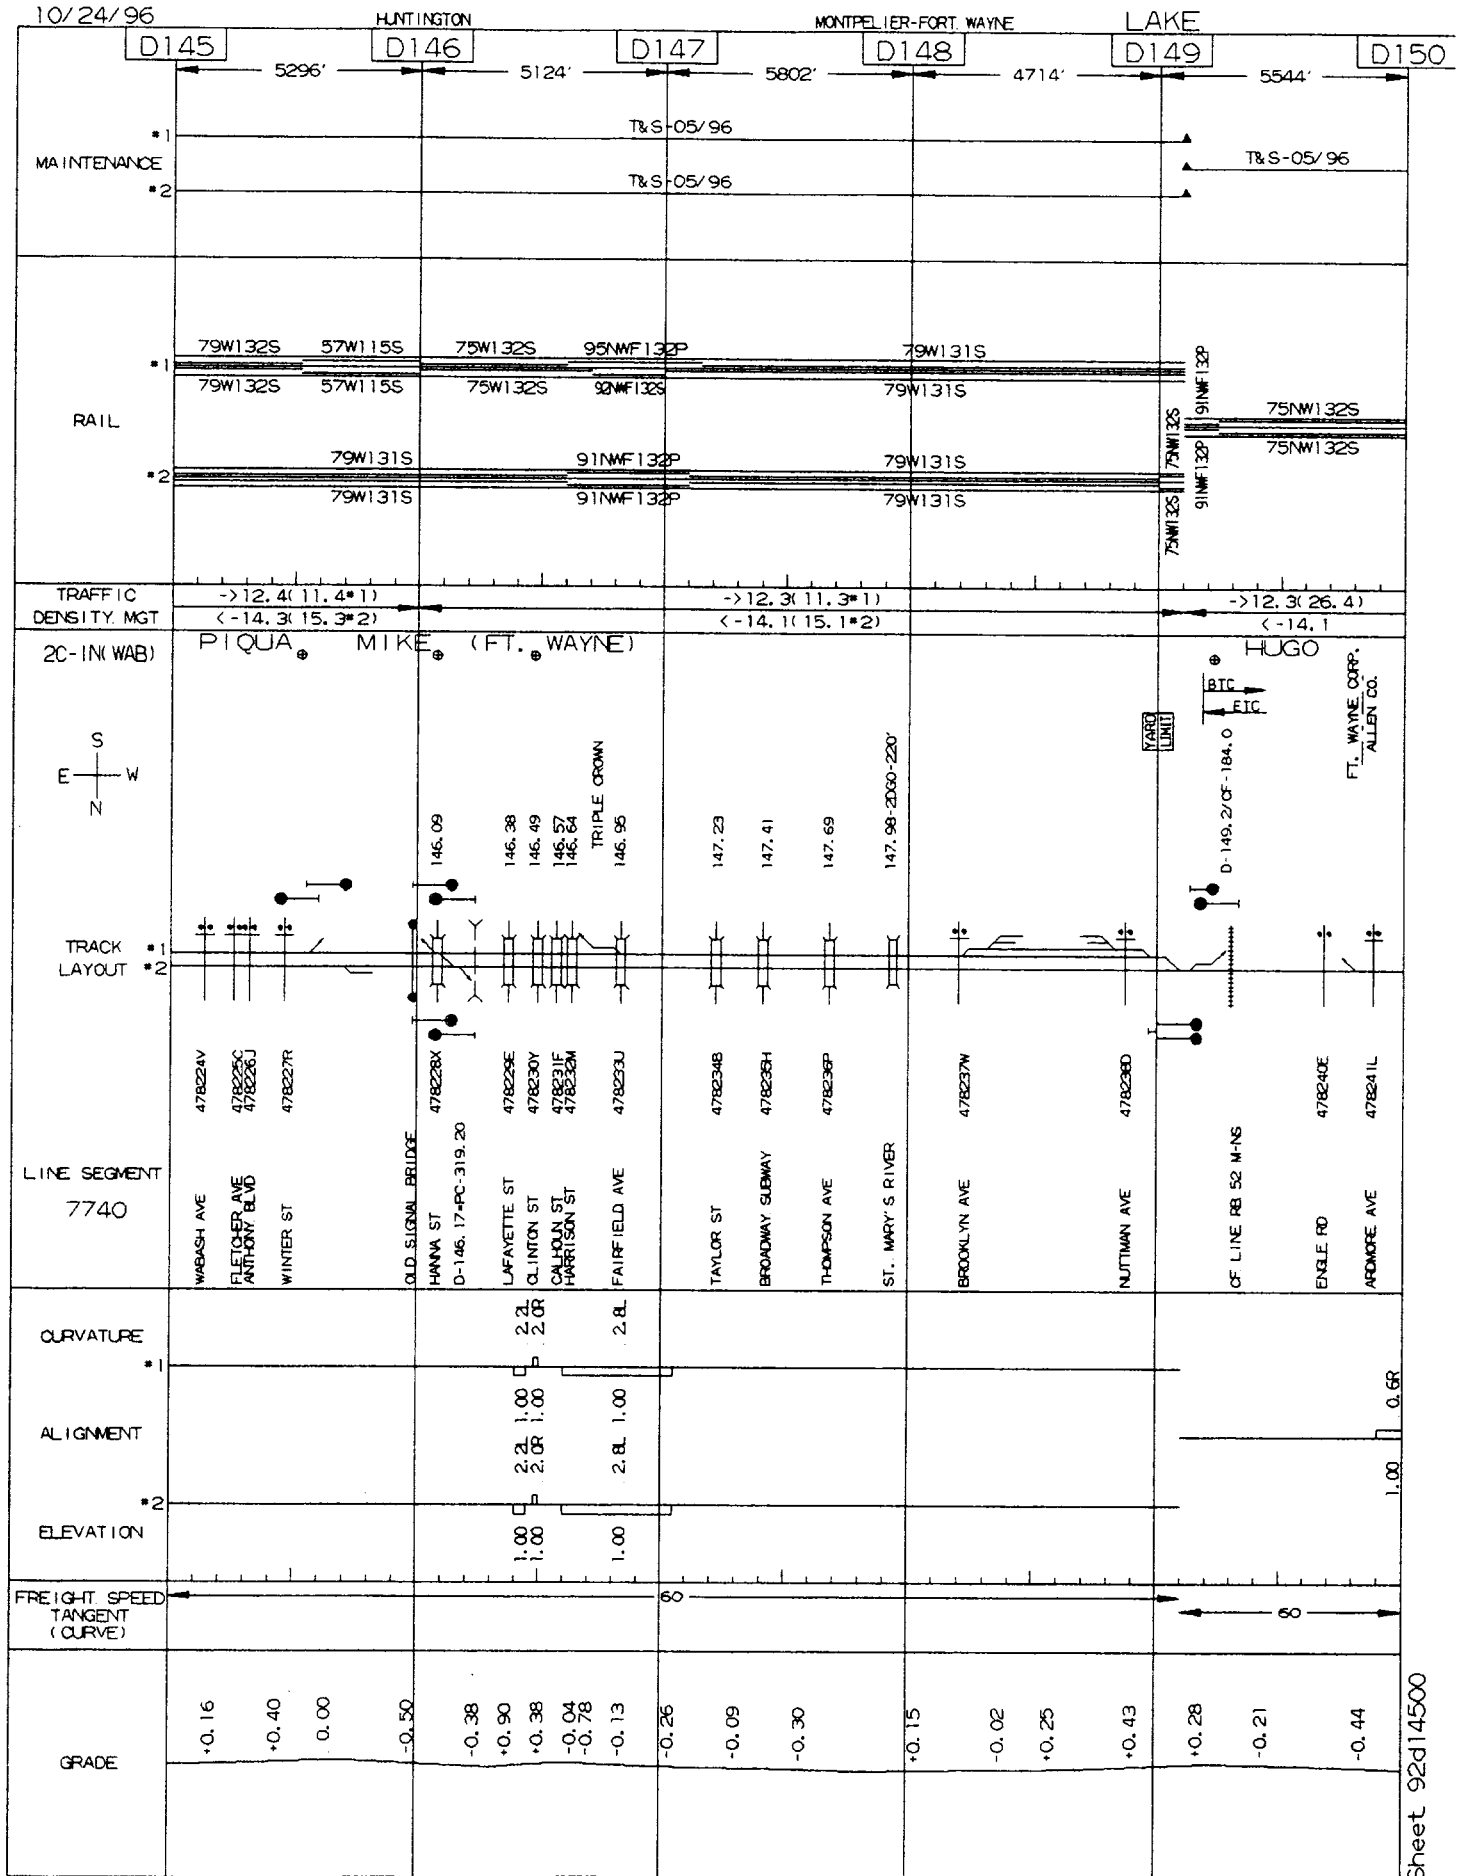 10/24/96 HUNTINGTON MONTPELIER-FORT WAYNE LAKE
D145 D146 D147 D148 D149 D150
5296' 5124' 5802' 4714' 5544'
MAINTENANCE
*1 T&S-05/96
T&S-05/96
*2 T&S-05/96
RAIL
79W132S 57W115S 75W132S 95NWF132P 79W131S
*1
79W132S 57W115S 75W132S 92NWF132S 79W131S
91NWF132P
75NW132S
75NW132S
75NW132S
79W131S 91NWF132P 79W131S
*2
79W131S 91NWF132P 79W131S
91NWF132P
75NW132S
TRAFFIC
DENSITY MGT
->12.4(11.4*1) ->12.3(11.3*1) ->12.3(26.4)
<-14.3(15.3*2) <-14.1(15.1*2) <-14.1
2C-IN(WAB)
PIQUA MIKE (FT. WAYNE) HUGO
BTC
ETC
YARD
LIMIT
FT. WAYNE CORP.
ALLEN CO.
S
E W
N
146.09
146.38
146.49
146.57
146.64
TRIPLE CROWN
146.95
147.23
147.41
147.69
147.98-2DGO-220'
D-149.2/CF-184.0
TRACK *1
LAYOUT *2
478224V
478225C
478226J
478227R
478228X
478229E
478230Y
478231F
478232M
478233U
478234B
478235H
478236P
478237W
478238D
478240E
478241L
LINE SEGMENT
7740
WABASH AVE
FLETCHER AVE
ANTHONY BLVD
WINTER ST
OLD SIGNAL BRIDGE
HANNA ST
D-146.17=PC-319.20
LAFAYETTE ST
CLINTON ST
CALHOUN ST
HARRISON ST
FAIRFIELD AVE
TAYLOR ST
BROADWAY SUBWAY
THOMPSON AVE
ST. MARY'S RIVER
BROOKLYN AVE
NUTTMAN AVE
CF LINE RB 52 M-NS
ENGLE RD
ARDMORE AVE
CURVATURE
2.2L 2.0R 2.8L
*1
1.00 1.00 1.00
ALIGNMENT
2.2L 2.0R 2.8L
0.6R
1.00
*2
ELEVATION
1.00 1.00 1.00
FREIGHT SPEED
TANGENT
(CURVE)
60 60
GRADE
+0.16 +0.40 0.00 -0.50 -0.38 +0.90 +0.38 -0.04 -0.78 -0.13 -0.26 -0.09 -0.30 +0.15 -0.02 +0.25 +0.43 +0.28 -0.21 -0.44
Sheet 92d14500